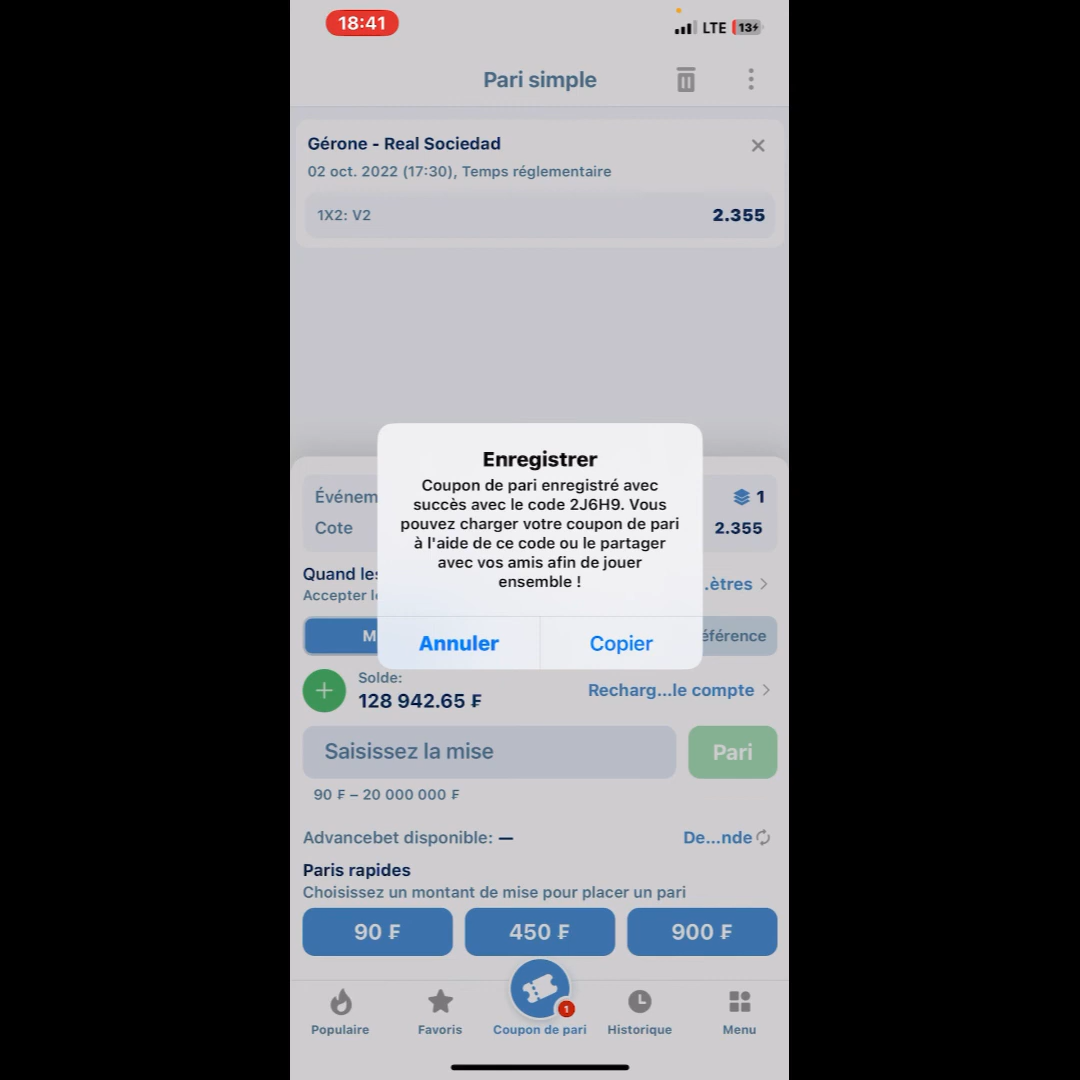 18:41
LTE 13
Pari simple
Gérone - Real Sociedad
02 oct. 2022 (17:30), Temps réglementaire
1X2: V2 2.355
Enregistrer
Coupon de pari enregistré avec
succès avec le code 2J6H9. Vous
pouvez charger votre coupon de pari
à l'aide de ce code ou le partager
avec vos amis afin de jouer
ensemble !
Annuler Copier
Événem 1
Cote 2.355
Quand les
Accepter le
.ètres
M éférence
Solde:
128 942.65 ₣
Recharg...le compte
Saisissez la mise Pari
90 ₣ – 20 000 000 ₣
Advancebet disponible: — De...nde
Paris rapides
Choisissez un montant de mise pour placer un pari
90 ₣ 450 ₣ 900 ₣
1
Populaire Favoris Coupon de pari Historique Menu